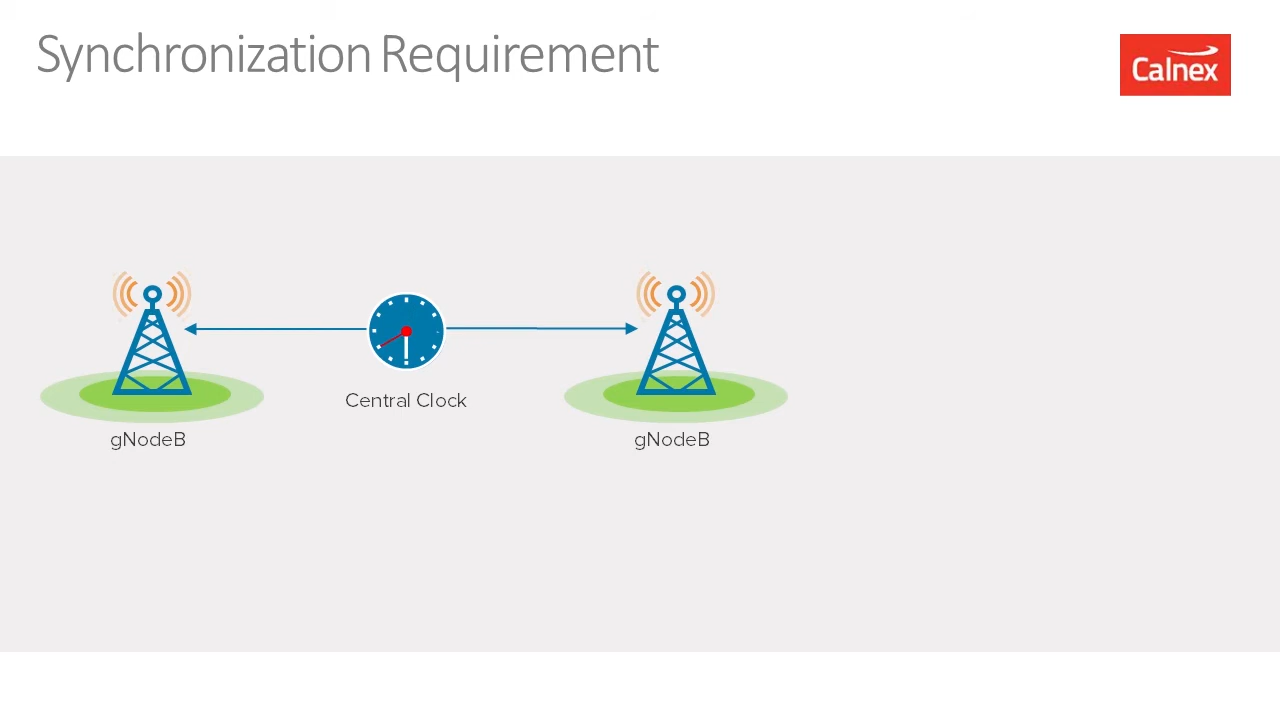 Synchronization Requirement
Calnex
Central Clock
gNodeB
gNodeB